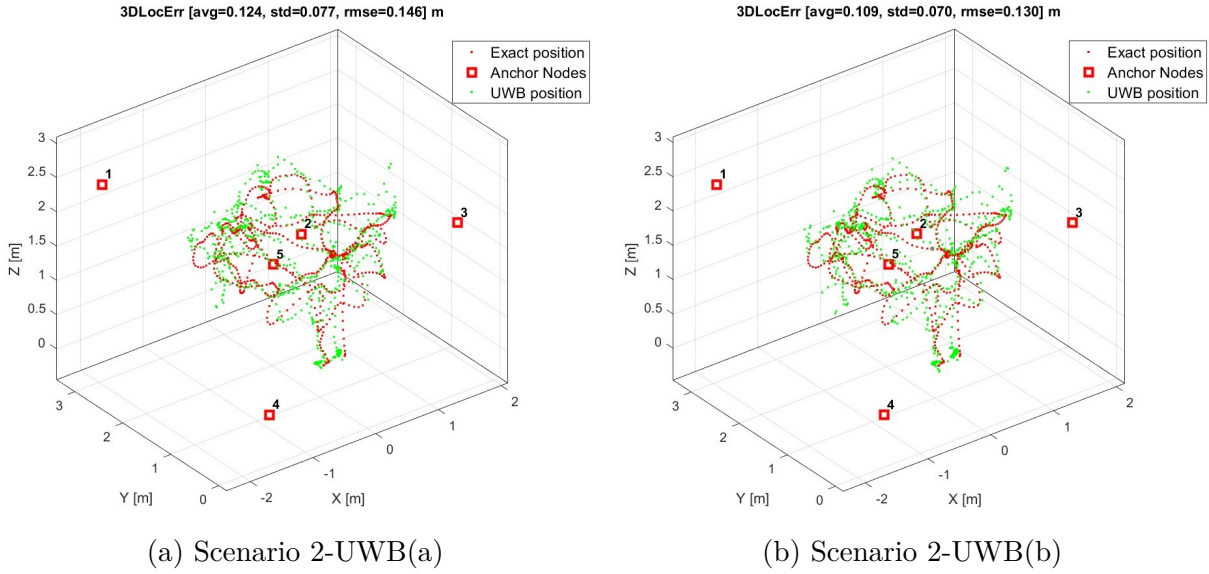 3DLocErr [avg=0.124, std=0.077, rmse=0.146] m
Exact position
Anchor Nodes
UWB position
3
2.5
2
1.5
1
0.5
0
Z [m]
1
2
3
4
5
3
2
1
0
Y [m]
-2
-1
0
1
2
X [m]
(a) Scenario 2-UWB(a)
3DLocErr [avg=0.109, std=0.070, rmse=0.130] m
Exact position
Anchor Nodes
UWB position
3
2.5
2
1.5
1
0.5
0
Z [m]
1
2
3
4
5
3
2
1
0
Y [m]
-2
-1
0
1
2
X [m]
(b) Scenario 2-UWB(b)